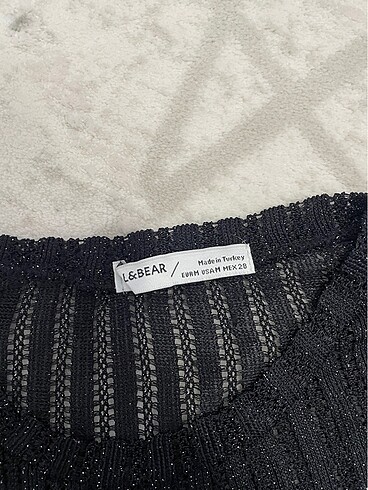 L&BEAR /
Made in Turkey
EUR M USA M MEX 28